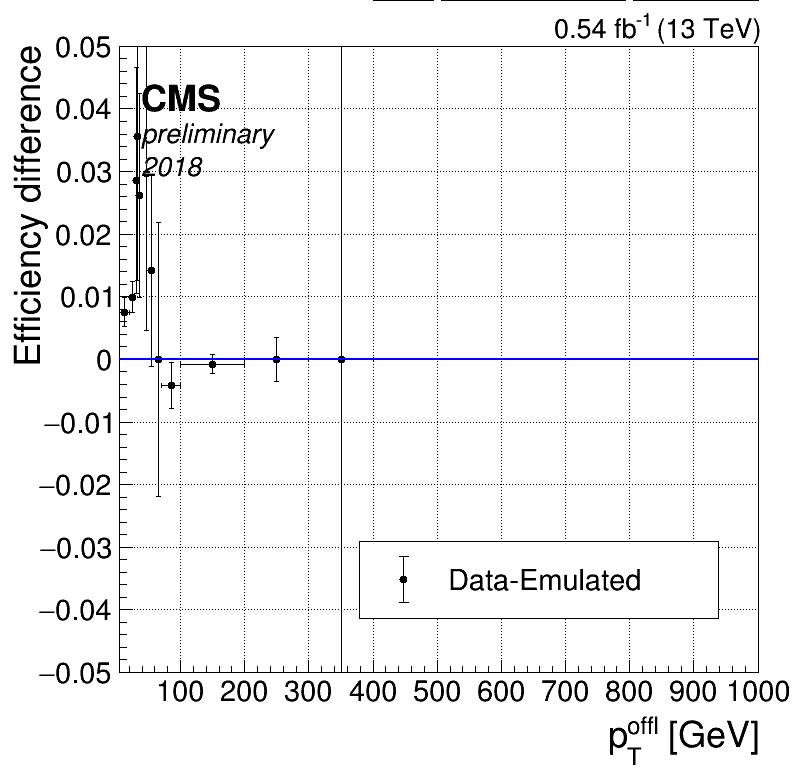 0.54 fb⁻¹ (13 TeV)
Efficiency difference
0.05
0.04
0.03
0.02
0.01
0
−0.01
−0.02
−0.03
−0.04
−0.05
CMS
preliminary
2018
Data-Emulated
100 200 300 400 500 600 700 800 900 1000
p_T^offl [GeV]